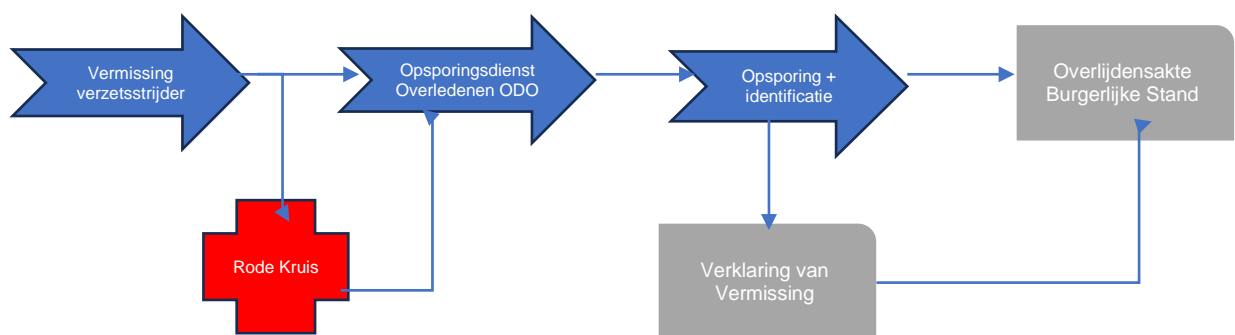 Vermissing
verzetsstrijder
Opsporingsdienst
Overledenen ODO
Opsporing +
identificatie
Overlijdensakte
Burgerlijke Stand
Rode Kruis
Verklaring van
Vermissing